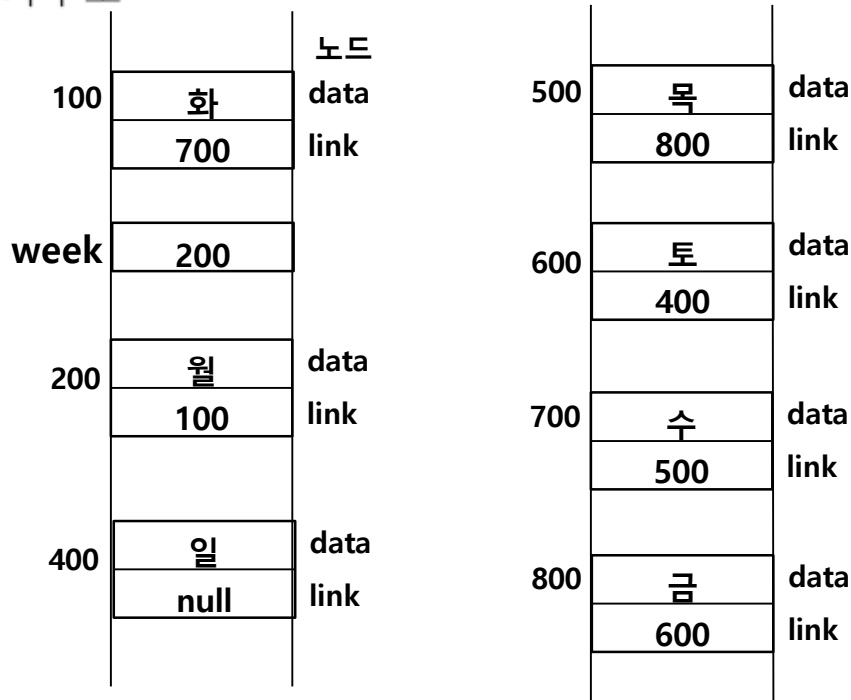 노드
100 화 data
700 link
week 200
200 월 data
100 link
400 일 data
null link
500 목 data
800 link
600 토 data
400 link
700 수 data
500 link
800 금 data
600 link